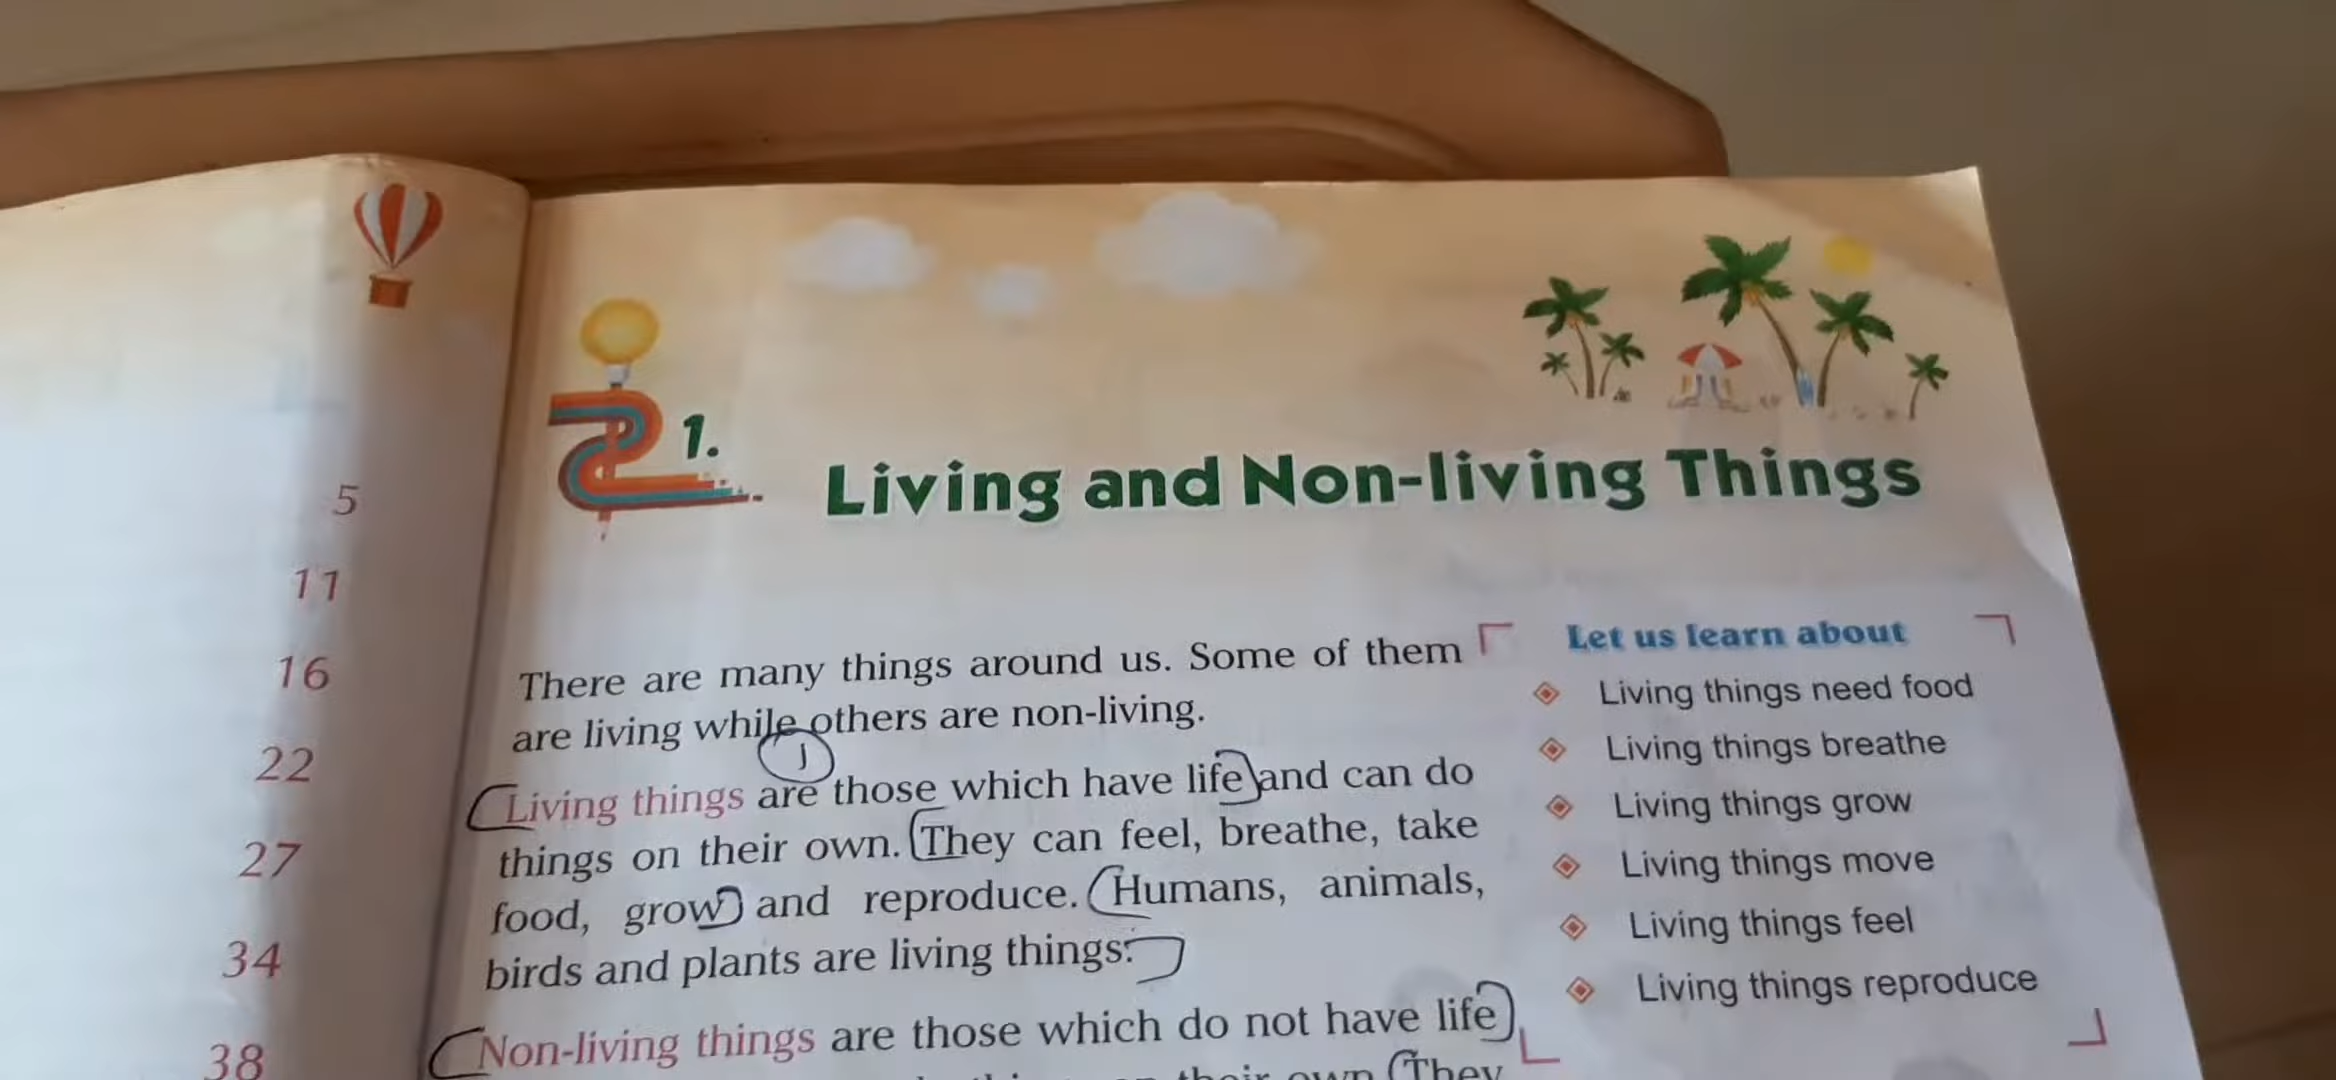 5
11
16
22
27
34
38
1.
Living and Non-living Things
There are many things around us. Some of them
are living while others are non-living.
1
Living things are those which have life and can do
things on their own. They can feel, breathe, take
food, grow and reproduce. Humans, animals,
birds and plants are living things.
Non-living things are those which do not have life
their own. They
Let us learn about
Living things need food
Living things breathe
Living things grow
Living things move
Living things feel
Living things reproduce